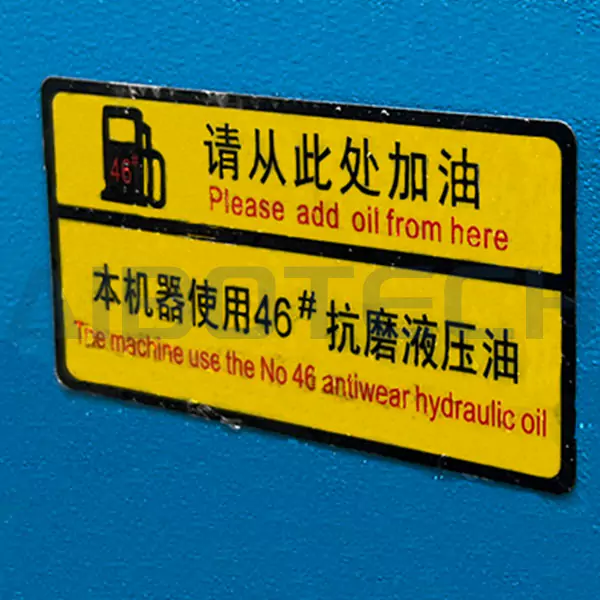 46#
请从此处加油
Please add oil from here
本机器使用46#抗磨液压油
The machine use the No 46 antiwear hydraulic oil